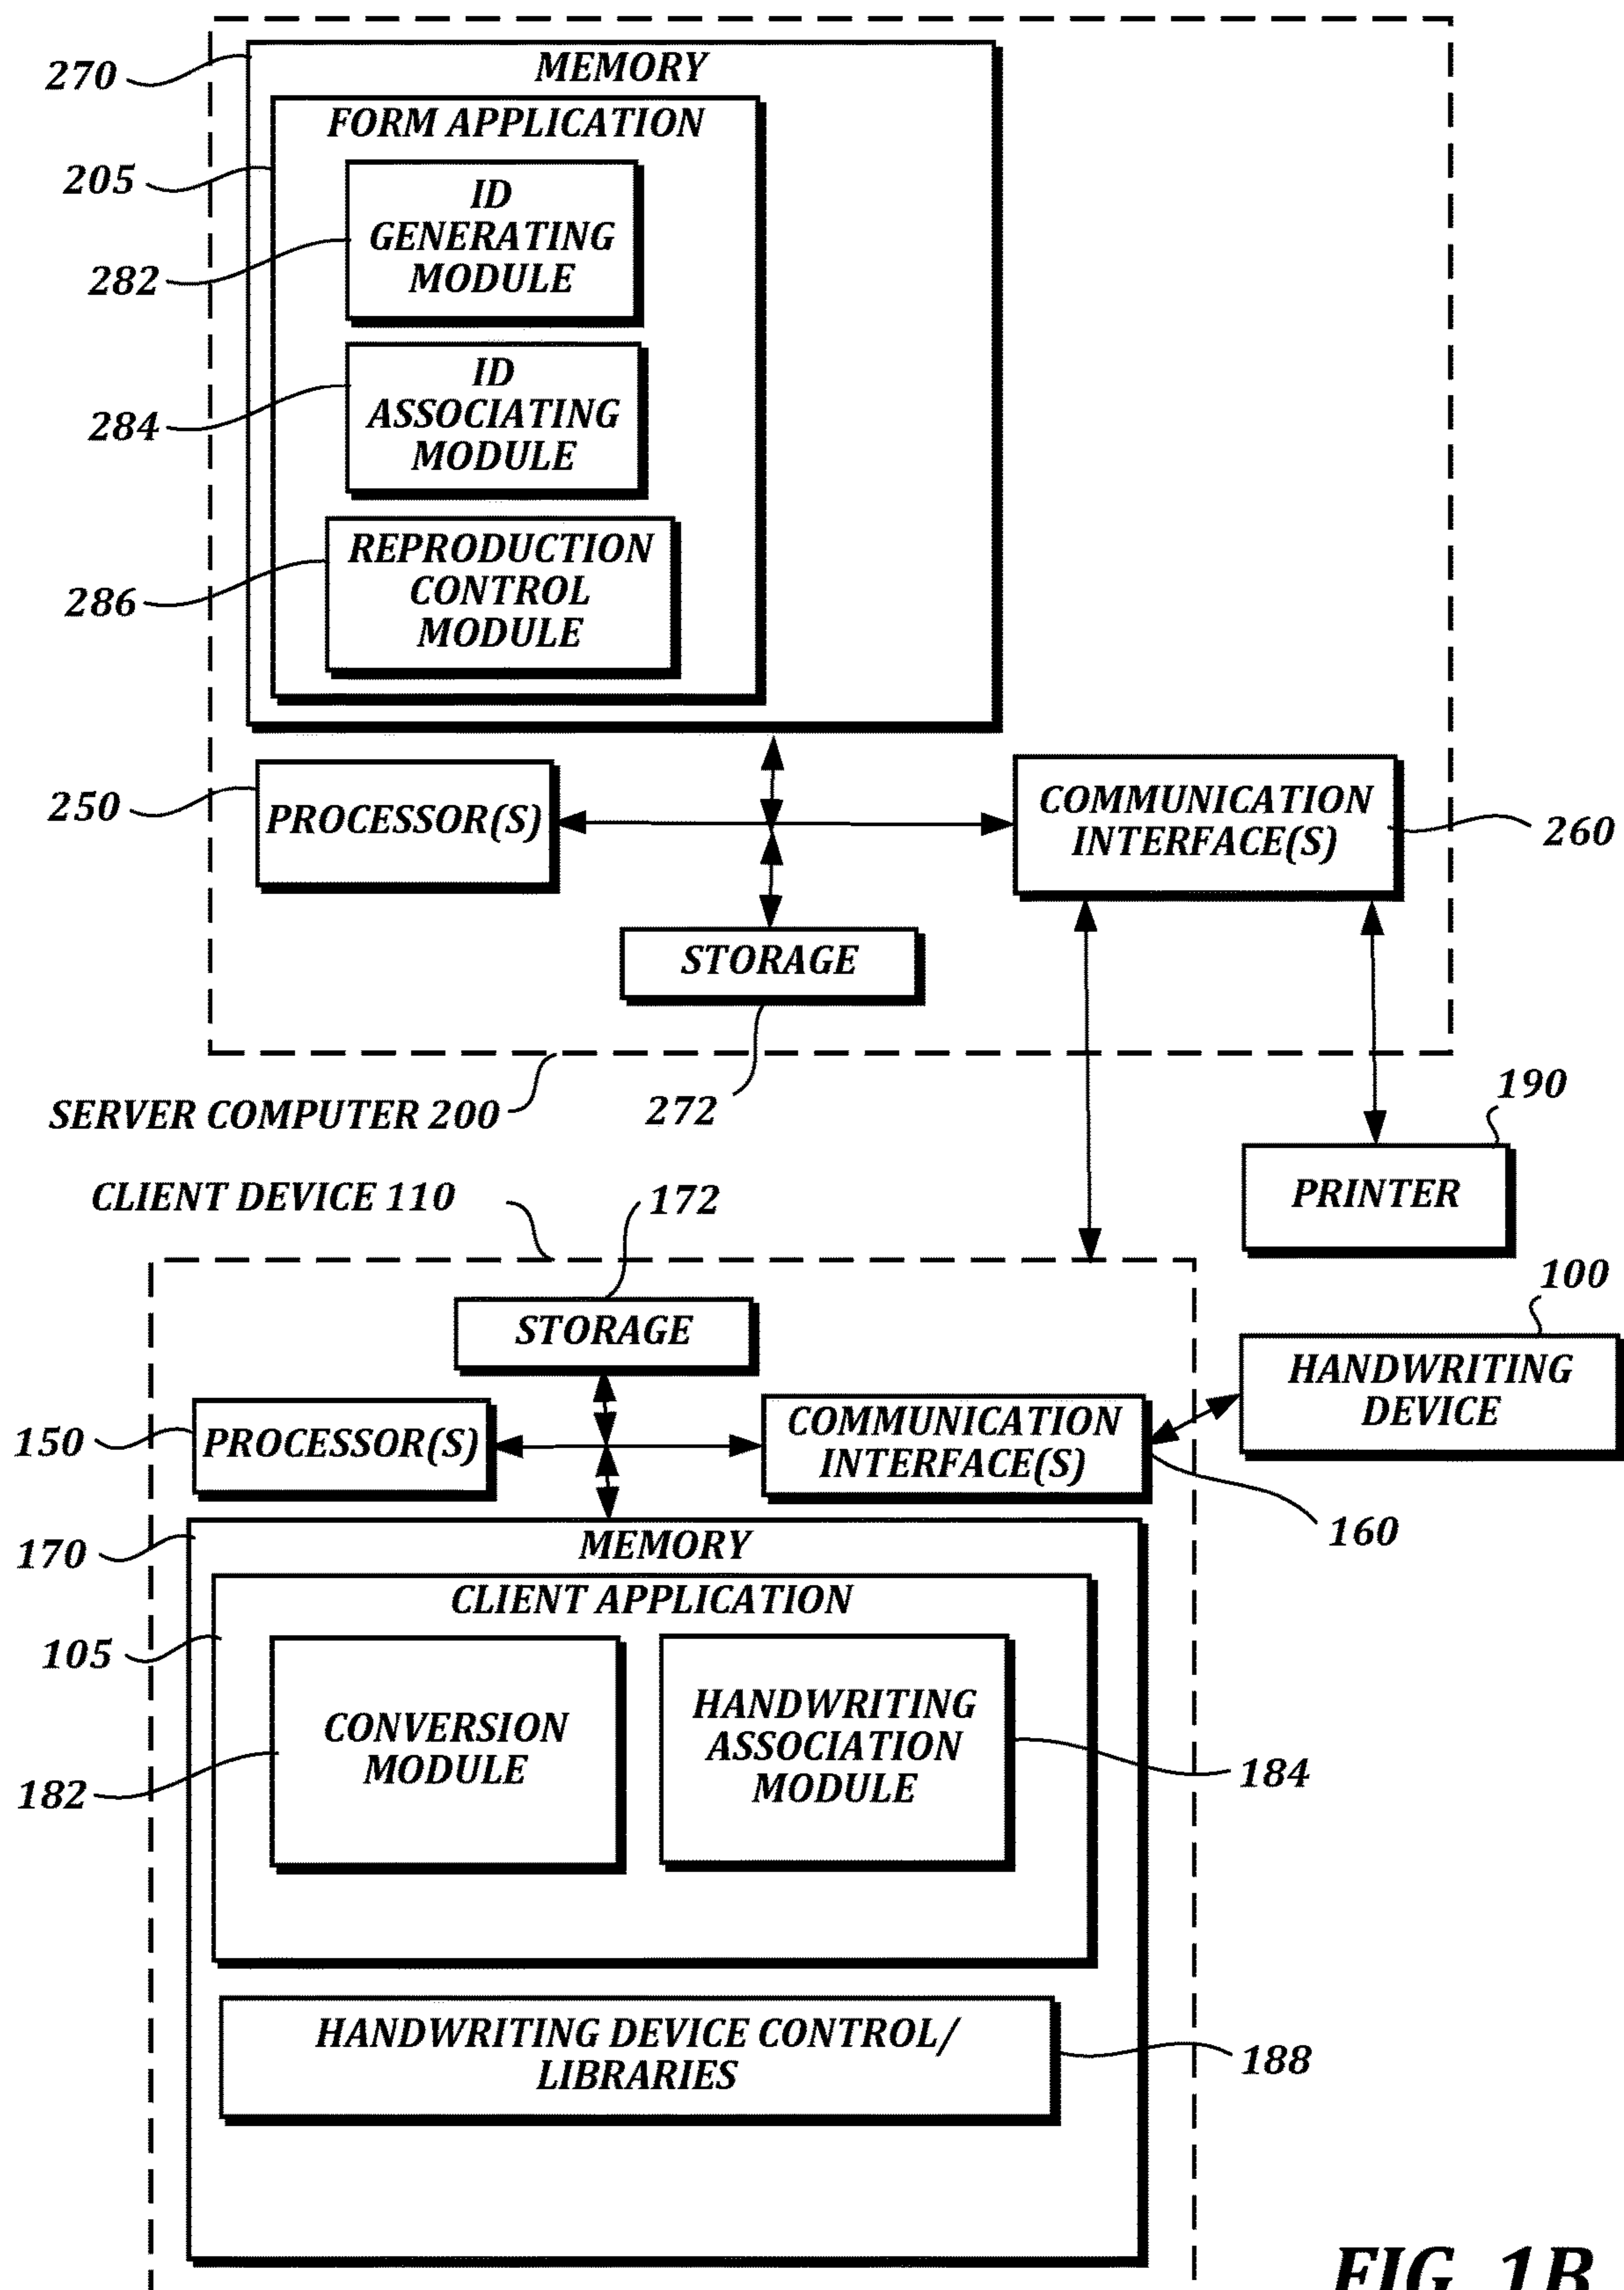 270
MEMORY
FORM APPLICATION
205
ID
GENERATING
MODULE
282
ID
ASSOCIATING
MODULE
284
REPRODUCTION
CONTROL
MODULE
286
250
PROCESSOR(S)
COMMUNICATION
INTERFACE(S)
260
STORAGE
272
SERVER COMPUTER 200
190
PRINTER
CLIENT DEVICE 110
172
STORAGE
100
HANDWRITING
DEVICE
150
PROCESSOR(S)
COMMUNICATION
INTERFACE(S)
160
170
MEMORY
CLIENT APPLICATION
105
CONVERSION
MODULE
182
HANDWRITING
ASSOCIATION
MODULE
184
HANDWRITING DEVICE CONTROL/
LIBRARIES
188
FIG. 1B